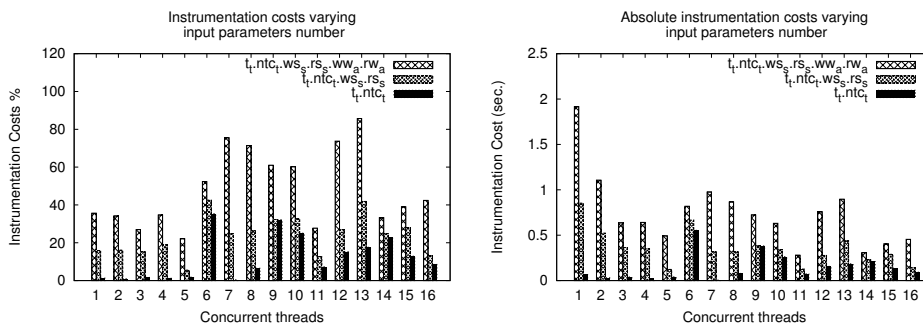 Instrumentation costs varying
input parameters number
120
100
80
60
40
20
0
Instrumentation Costs %
t_t.ntc_t.ws_s.rs_s.ww_a.rw_a
t_t.ntc_t.ws_s.rs_s
t_t.ntc_t
1 2 3 4 5 6 7 8 9 10 11 12 13 14 15 16
Concurrent threads
Absolute instrumentation costs varying
input parameters number
2.5
2
1.5
1
0.5
0
Instrumentation Cost (sec.)
t_t.ntc_t.ws_s.rs_s.ww_a.rw_a
t_t.ntc_t.ws_s.rs_s
t_t.ntc_t
1 2 3 4 5 6 7 8 9 10 11 12 13 14 15 16
Concurrent threads